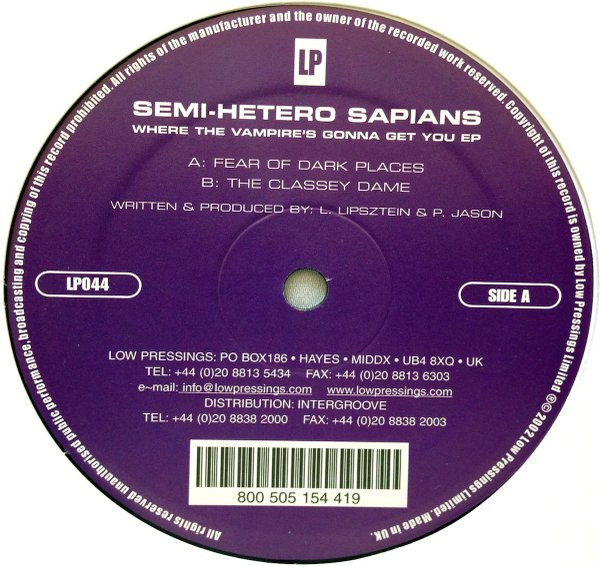 LP
SEMI-HETERO SAPIANS
WHERE THE VAMPIRE'S GONNA GET YOU EP
A: FEAR OF DARK PLACES
B: THE CLASSEY DAME
WRITTEN & PRODUCED BY: L. LIPSZTEIN & P. JASON
LP044
SIDE A
LOW PRESSINGS: PO BOX186 • HAYES • MIDDX • UB4 8XQ • UK
TEL: +44 (0)20 8813 5434 FAX: +44 (0)20 8813 6303
e~mail: info@lowpressings.com www.lowpressings.com
DISTRIBUTION: INTERGROOVE
TEL: +44 (0)20 8838 2000 FAX: +44 (0)20 8838 2003
800 505 154 419
All rights reserved unauthorised public performance, broadcasting and copying of this record prohibited. All rights of the manufacturer and the owner of the recorded work reserved. Copyright of this record is owned by Low Pressings Limited ℗© 2002 Low Pressings Limited. Made in UK.